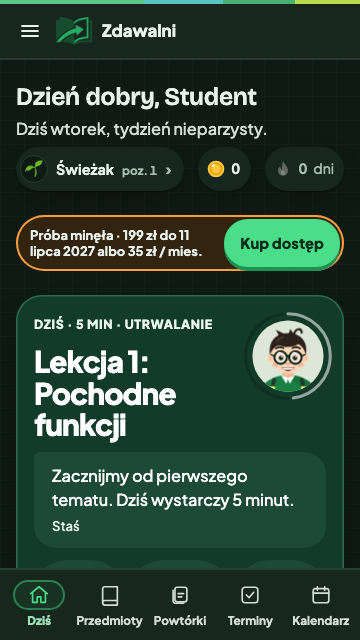 Zdawalni
Dzień dobry, Student
Dziś wtorek, tydzień nieparzysty.
Świeżak poz. 1 ›
0
0 dni
Próba minęła · 199 zł do 11
lipca 2027 albo 35 zł / mies.
Kup dostęp
DZIŚ · 5 MIN · UTRWALANIE
Lekcja 1:
Pochodne
funkcji
Zacznijmy od pierwszego
tematu. Dziś wystarczy 5 minut.
Staś
Dziś
Przedmioty
Powtórki
Terminy
Kalendarz